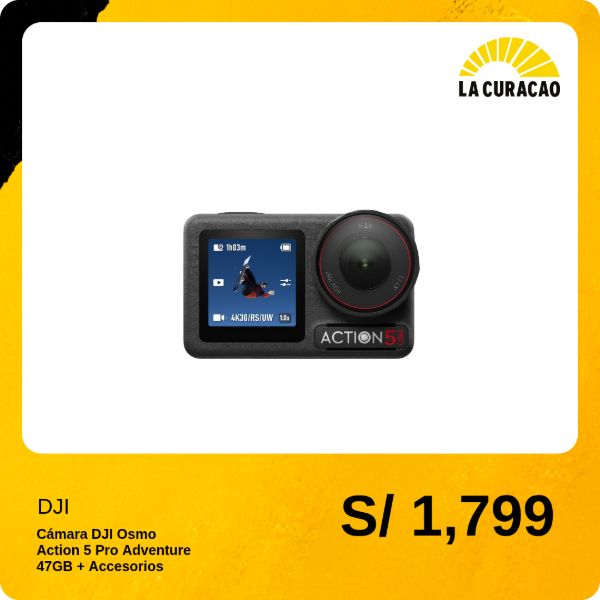 LA CURACAO
1h03m
4K30/RS/UW 1.0x
ACTION 5 PRO
DJI
S/ 1,799
Cámara DJI Osmo
Action 5 Pro Adventure
47GB + Accesorios